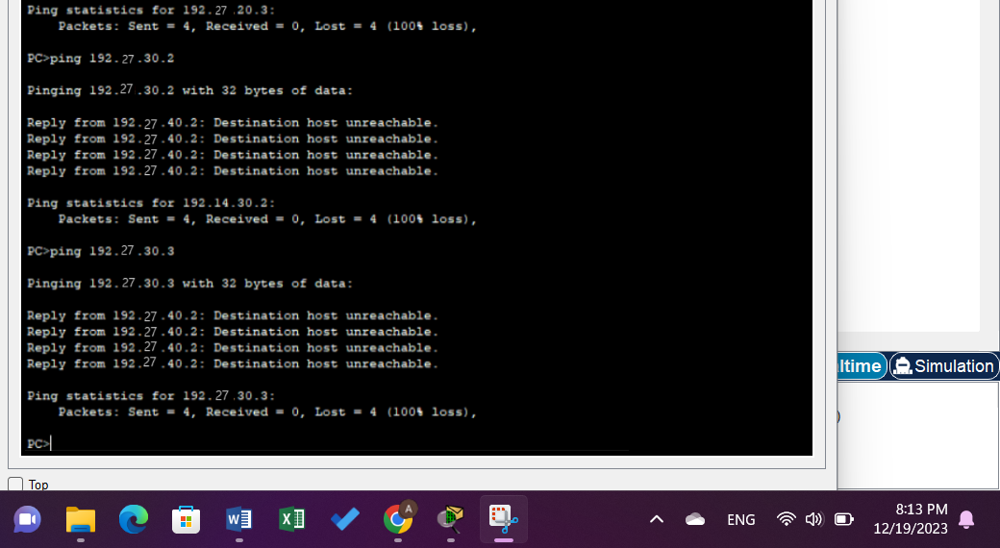 Ping statistics for 192.27.20.3:
Packets: Sent = 4, Received = 0, Lost = 4 (100% loss),
PC>ping 192.27.30.2
Pinging 192.27.30.2 with 32 bytes of data:
Reply from 192.27.40.2: Destination host unreachable.
Reply from 192.27.40.2: Destination host unreachable.
Reply from 192.27.40.2: Destination host unreachable.
Reply from 192.27.40.2: Destination host unreachable.
Ping statistics for 192.14.30.2:
Packets: Sent = 4, Received = 0, Lost = 4 (100% loss),
PC>ping 192.27.30.3
Pinging 192.27.30.3 with 32 bytes of data:
Reply from 192.27.40.2: Destination host unreachable.
Reply from 192.27.40.2: Destination host unreachable.
Reply from 192.27.40.2: Destination host unreachable.
Reply from 192.27.40.2: Destination host unreachable.
Ping statistics for 192.27.30.3:
Packets: Sent = 4, Received = 0, Lost = 4 (100% loss),
PC>
ltime Simulation
)
Top
W X A ENG 8:13 PM
12/19/2023